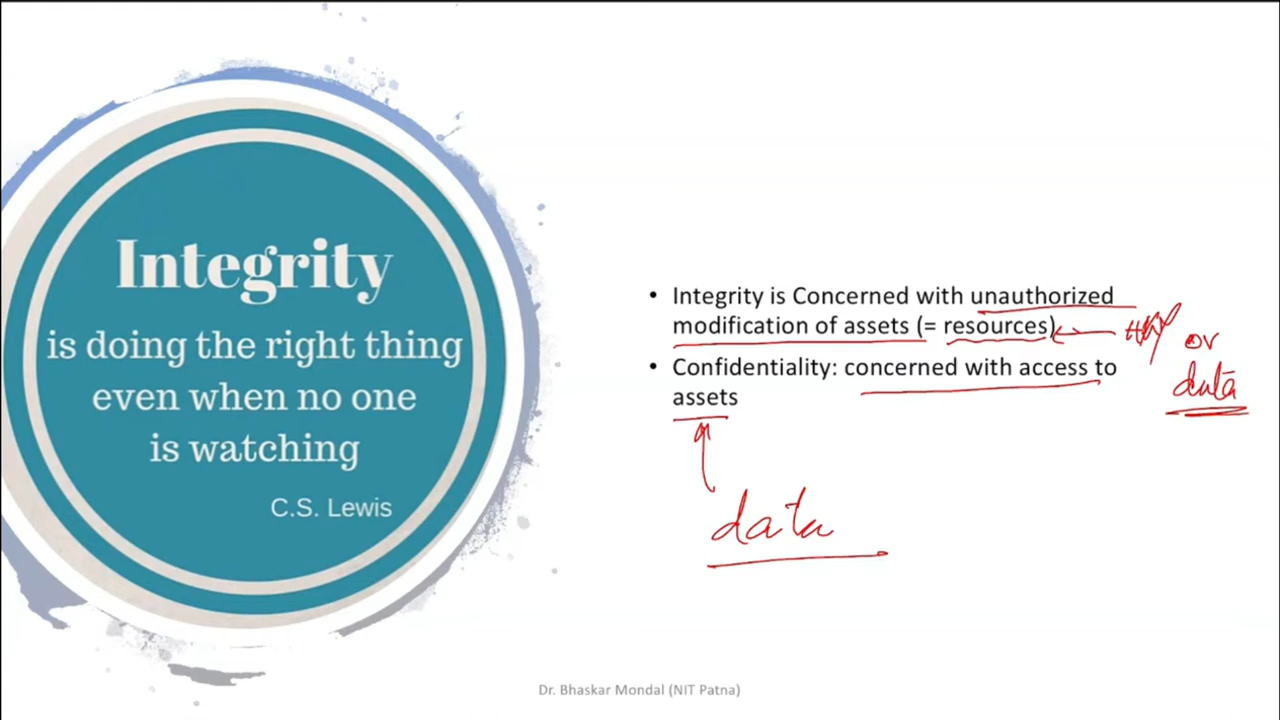 Integrity
is doing the right thing
even when no one
is watching
C.S. Lewis
• Integrity is Concerned with unauthorized
modification of assets (= resources)
or
data
• Confidentiality: concerned with access to
assets
data
Dr. Bhaskar Mondal (NIT Patna)